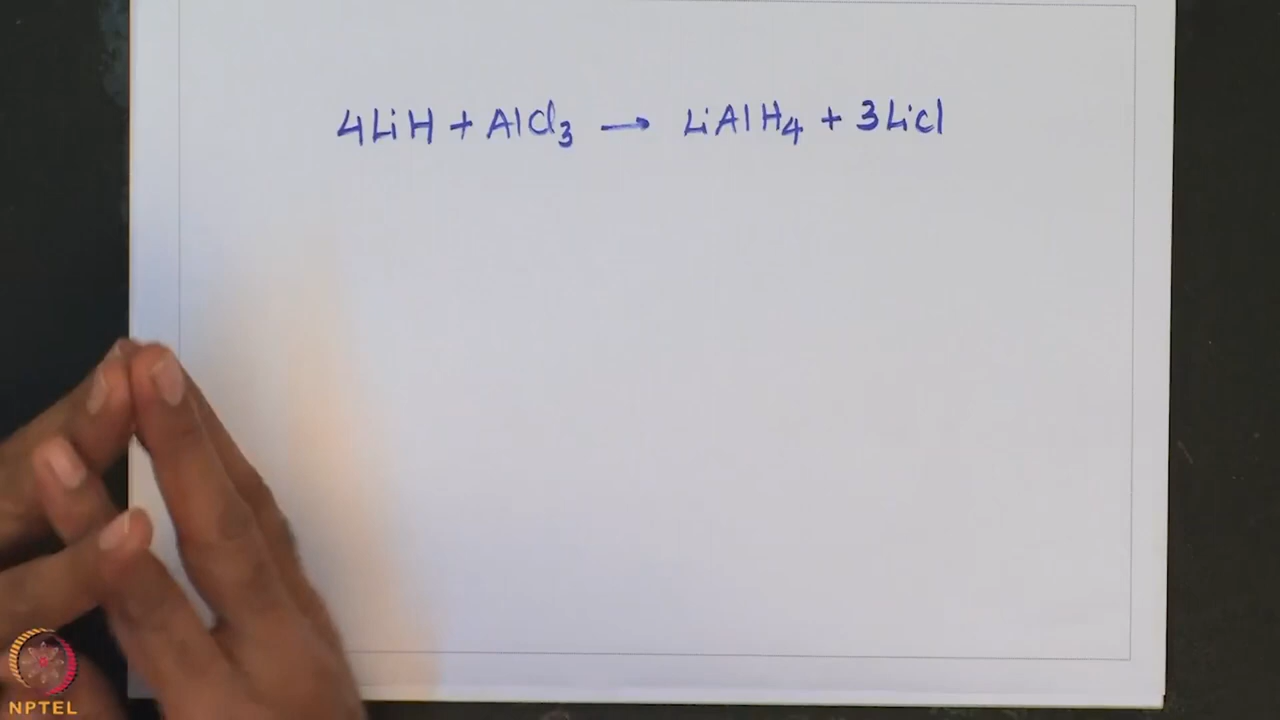 4LiH + AlCl₃ → LiAlH₄ + 3LiCl
NPTEL